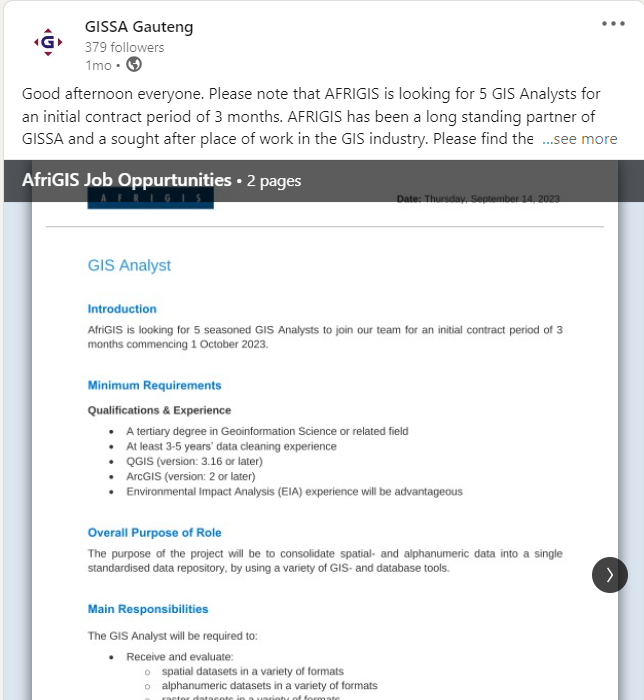 GISSA Gauteng
379 followers
1mo •
Good afternoon everyone. Please note that AFRIGIS is looking for 5 GIS Analysts for
an initial contract period of 3 months. AFRIGIS has been a long standing partner of
GISSA and a sought after place of work in the GIS industry. Please find the ...see more
AfriGIS Job Oppurtunities • 2 pages
AFRIGIS
Date: Thursday, September 14, 2023
GIS Analyst
Introduction
AfriGIS is looking for 5 seasoned GIS Analysts to join our team for an initial contract period of 3
months commencing 1 October 2023.
Minimum Requirements
Qualifications & Experience
• A tertiary degree in Geoinformation Science or related field
• At least 3-5 years' data cleaning experience
• QGIS (version: 3.16 or later)
• ArcGIS (version: 2 or later)
• Environmental Impact Analysis (EIA) experience will be advantageous
Overall Purpose of Role
The purpose of the project will be to consolidate spatial- and alphanumeric data into a single
standardised data repository, by using a variety of GIS- and database tools.
Main Responsibilities
The GIS Analyst will be required to:
• Receive and evaluate:
o spatial datasets in a variety of formats
o alphanumeric datasets in a variety of formats
o raster datasets in a variety of formats